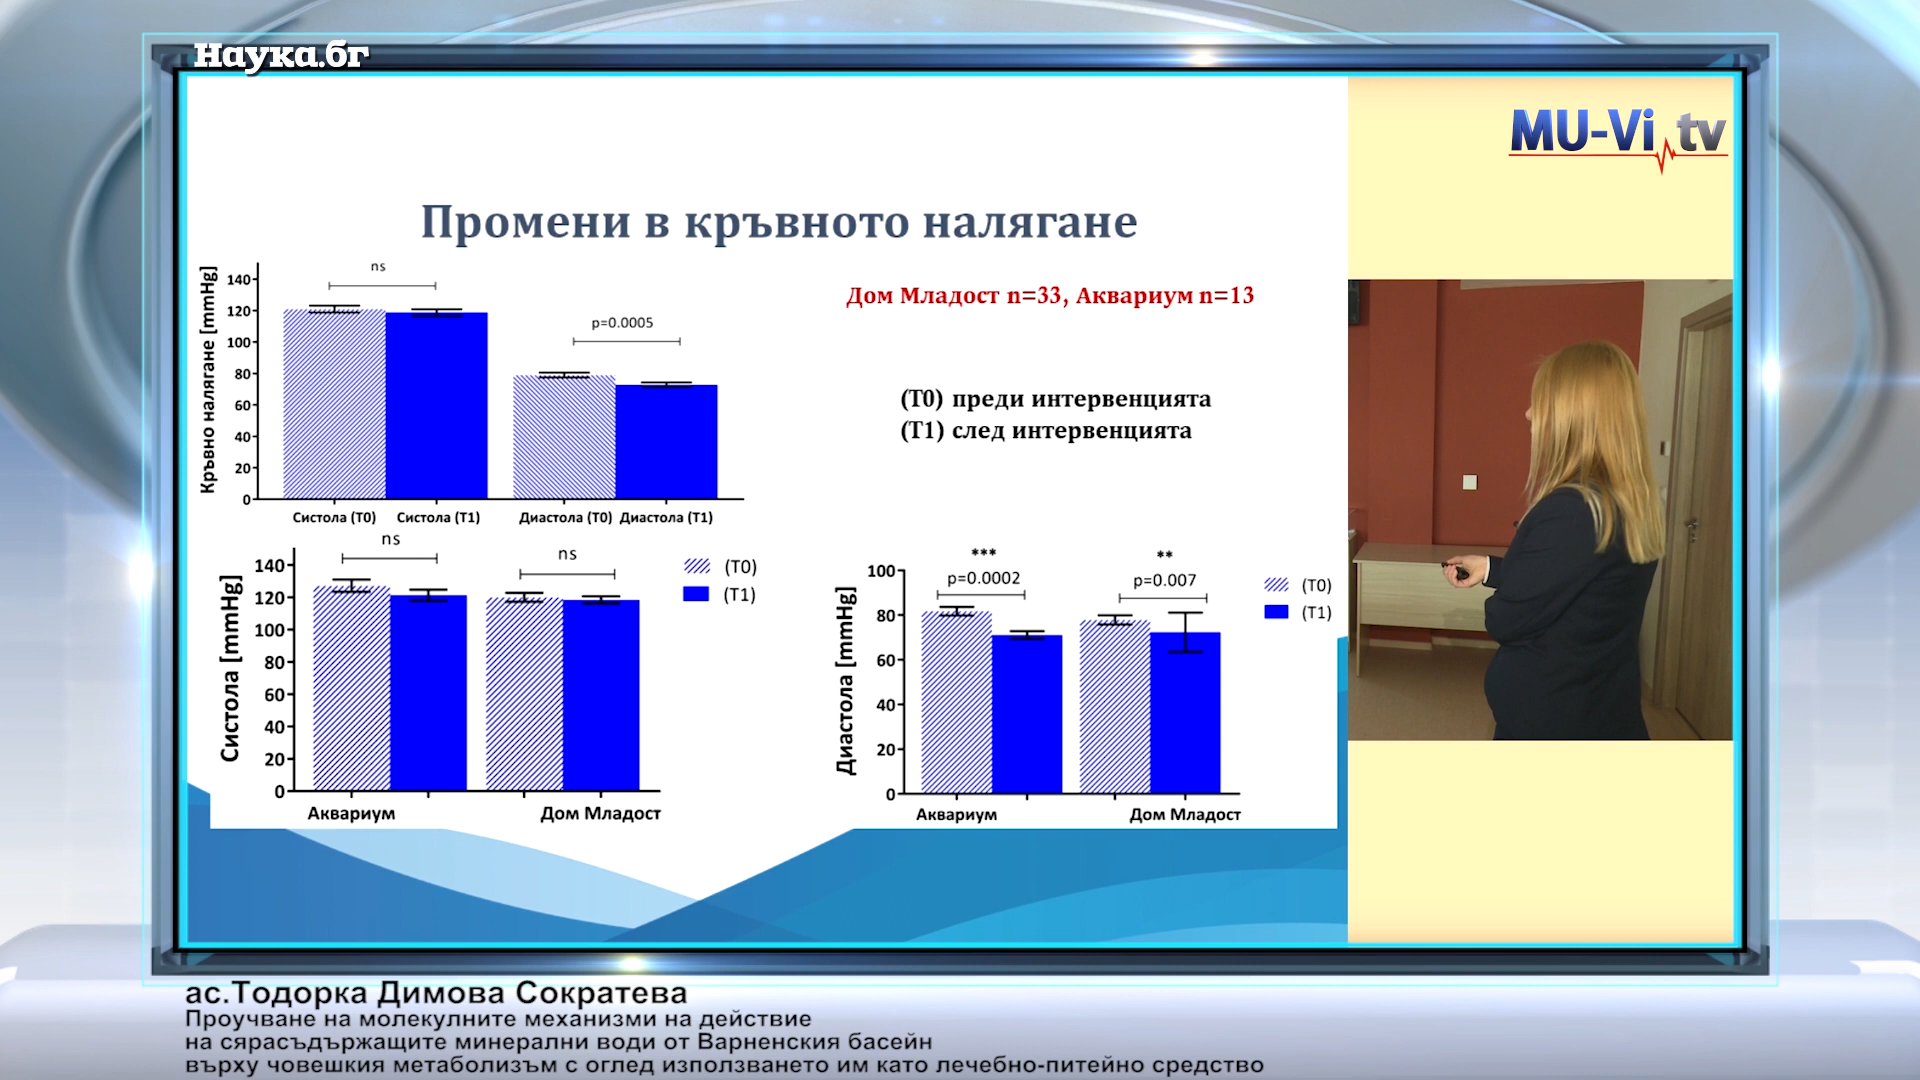 Наука.бг
MU-Vi tv
Промени в кръвното налягане
Дом Младост n=33, Аквариум n=13
(T0) преди интервенцията
(T1) след интервенцията
Кръвно налягане [mmHg]
140
120
100
80
60
40
20
0
ns
p=0.0005
Систола (T0) Систола (T1) Диастола (T0) Диастола (T1)
Систола [mmHg]
140
120
100
80
60
40
20
0
ns
ns
(T0)
(T1)
Аквариум Дом Младост
Диастола [mmHg]
100
80
60
40
20
0
*** **
p=0.0002 p=0.007
(T0)
(T1)
Аквариум Дом Младост
ас.Тодорка Димова Сократева
Проучване на молекулните механизми на действие
на сярасъдържащите минерални води от Варненския басейн
върху човешкия метаболизъм с оглед използването им като лечебно-питейно средство